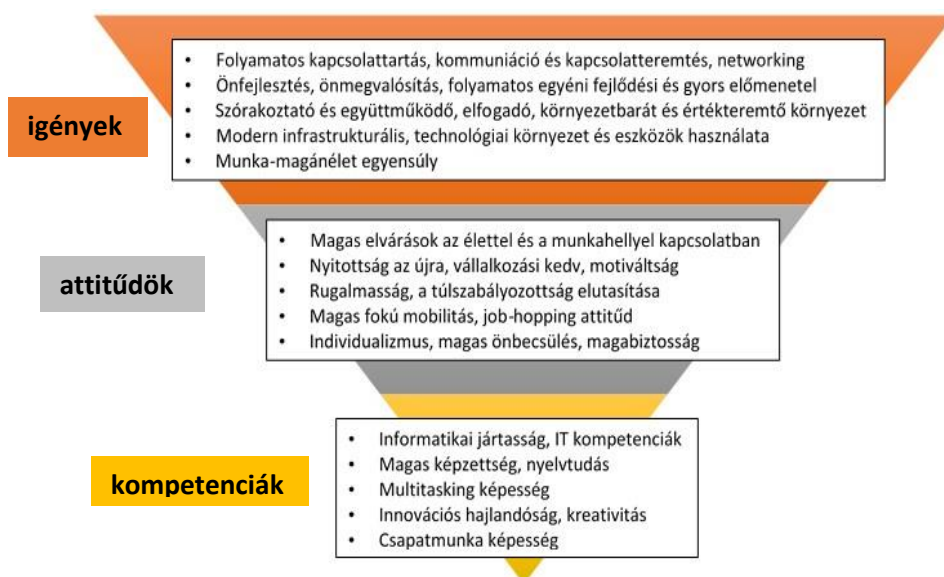 igények
• Folyamatos kapcsolattartás, kommuniáció és kapcsolatteremtés, networking
• Önfejlesztés, önmegvalósítás, folyamatos egyéni fejlődési és gyors előmenetel
• Szórakoztató és együttműködő, elfogadó, környezetbarát és értékteremtő környezet
• Modern infrastrukturális, technológiai környezet és eszközök használata
• Munka-magánélet egyensúly
attitűdök
• Magas elvárások az élettel és a munkahellyel kapcsolatban
• Nyitottság az újra, vállalkozási kedv, motiváltság
• Rugalmasság, a túlszabályozottság elutasítása
• Magas fokú mobilitás, job-hopping attitűd
• Individualizmus, magas önbecsülés, magabiztosság
kompetenciák
• Informatikai jártasság, IT kompetenciák
• Magas képzettség, nyelvtudás
• Multitasking képesség
• Innovációs hajlandóság, kreativitás
• Csapatmunka képesség